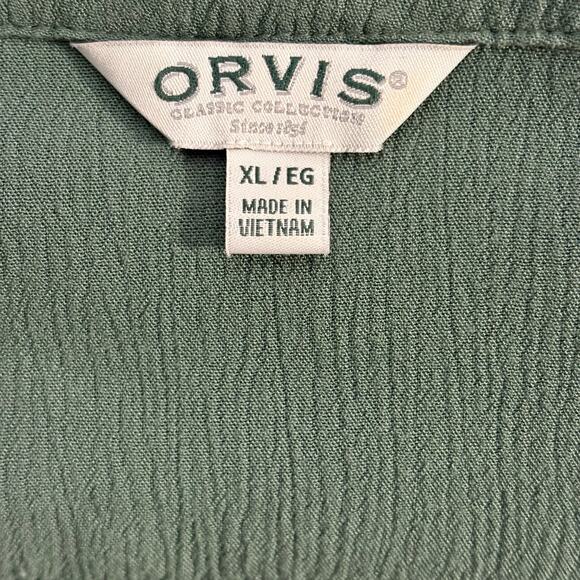 ORVIS®
CLASSIC COLLECTION
Since 1856
XL / EG
MADE IN
VIETNAM